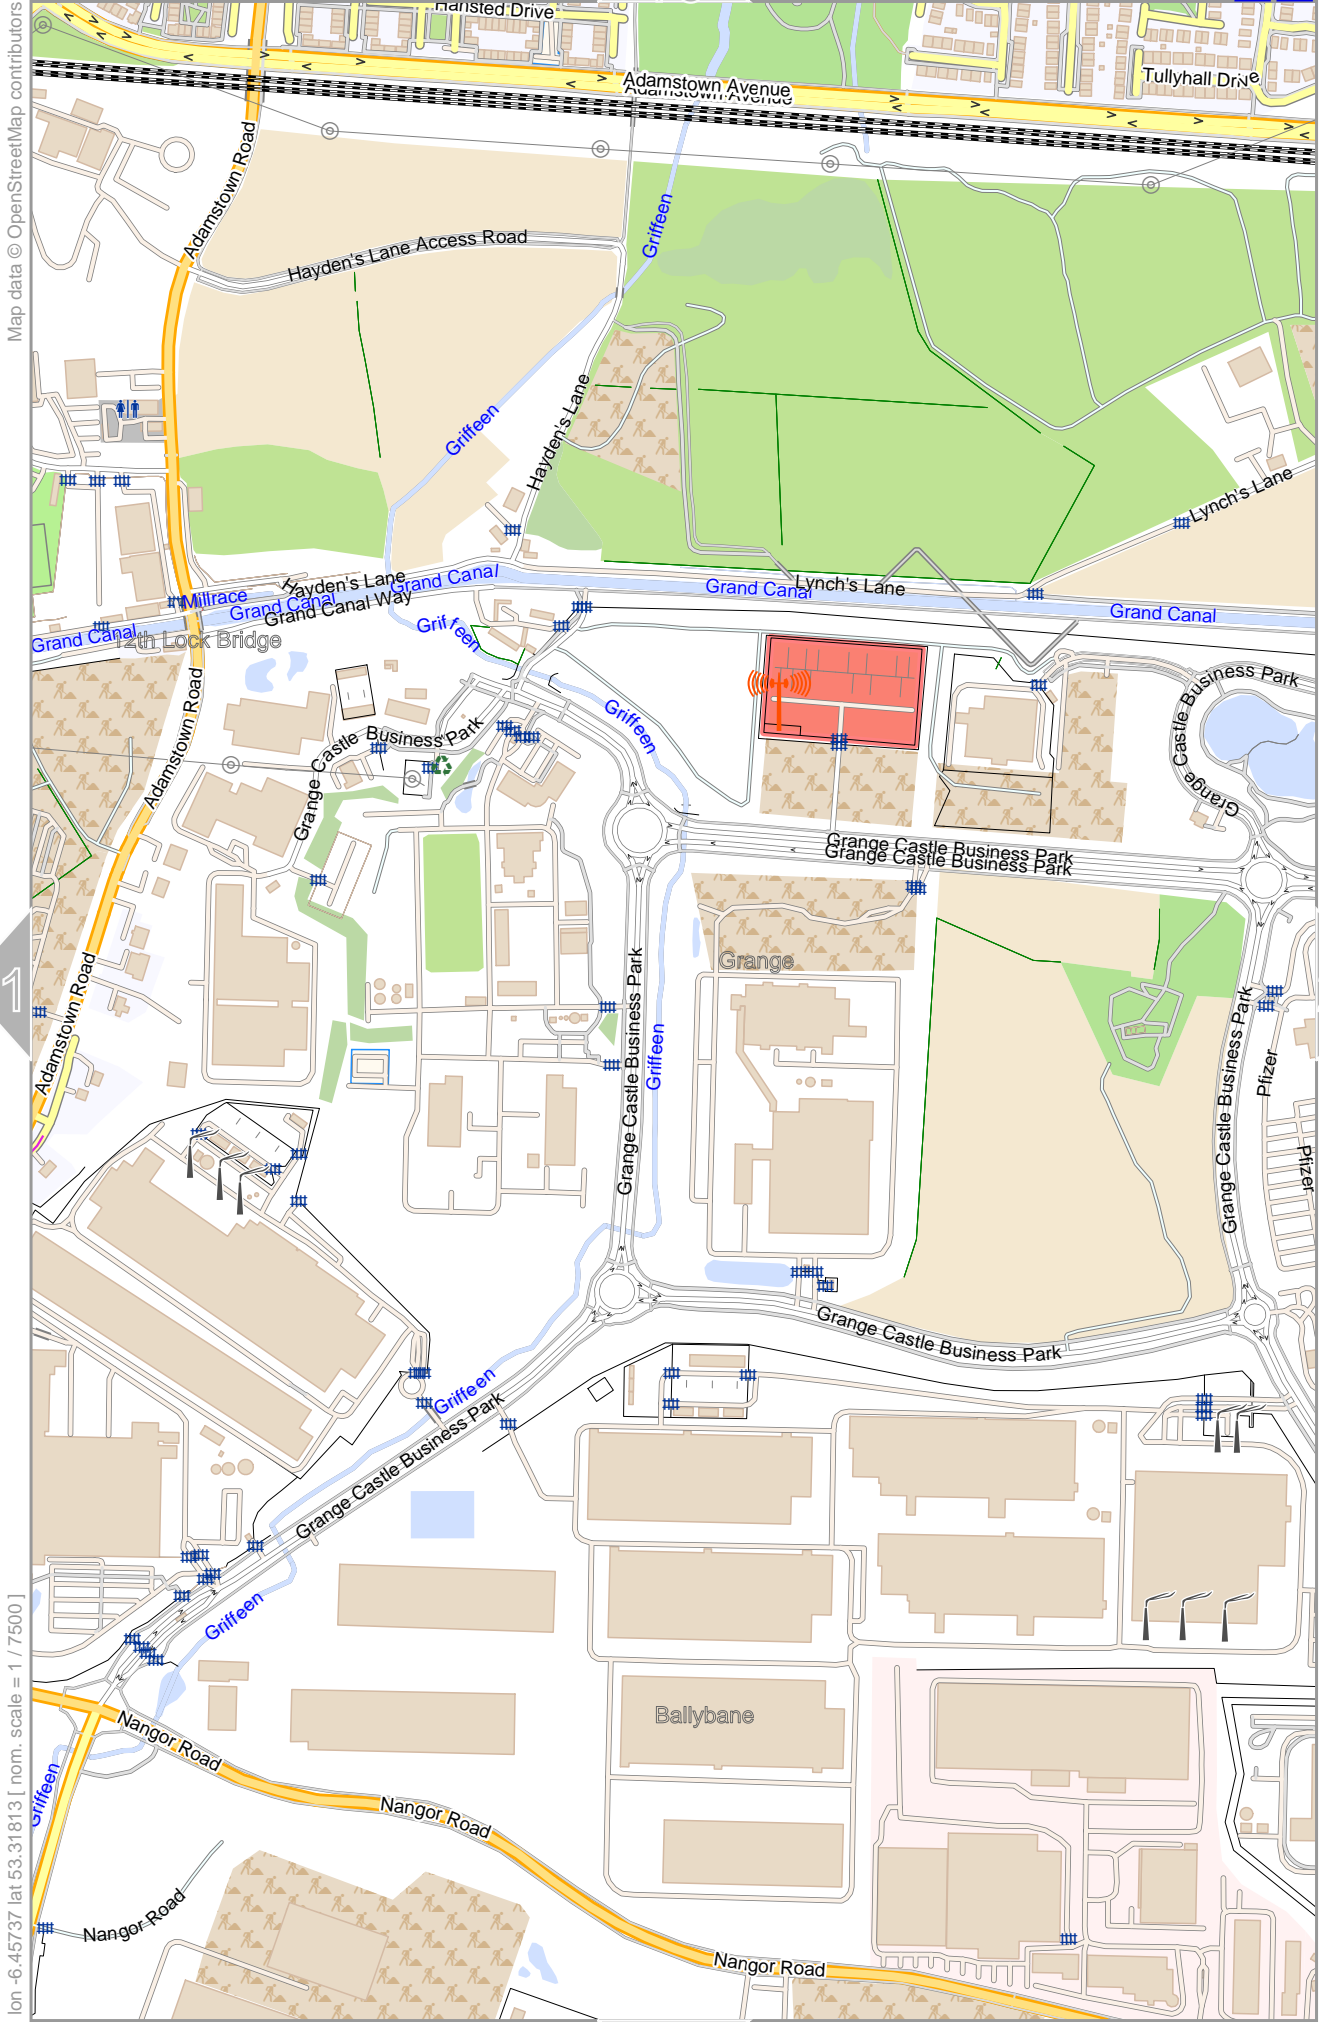 Hansted Drive
Map data © OpenStreetMap contributors
Adamstown Avenue
Adamstown Avenue
Tullyhall Drive
Adamstown Road
Griffeen
Hayden's Lane Access Road
Hayden's Lane
Griffeen
Lynch's Lane
Hayden's Lane
Grand Canal
Grand Canal
Lynch's Lane
Millrace
Grand Canal
Grand Canal Way
Grand Canal
Grand Canal
12th Lock Bridge
Griffeen
Adamstown Road
Grange Castle Business Park
Griffeen
Grange Castle Business Park
Grange Castle Business Park
Grange Castle Business Park
Grange
1
Adamstown Road
Grange Castle Business Park
Griffeen
Grange Castle Business Park
Pfizer
Pfizer
Grange Castle Business Park
Griffeen
Grange Castle Business Park
Griffeen
Ballybane
Nangor Road
Griffeen
Nangor Road
Nangor Road
Nangor Road
lon -6.45737 lat 53.31813 [ nom. scale = 1 / 7500 ]